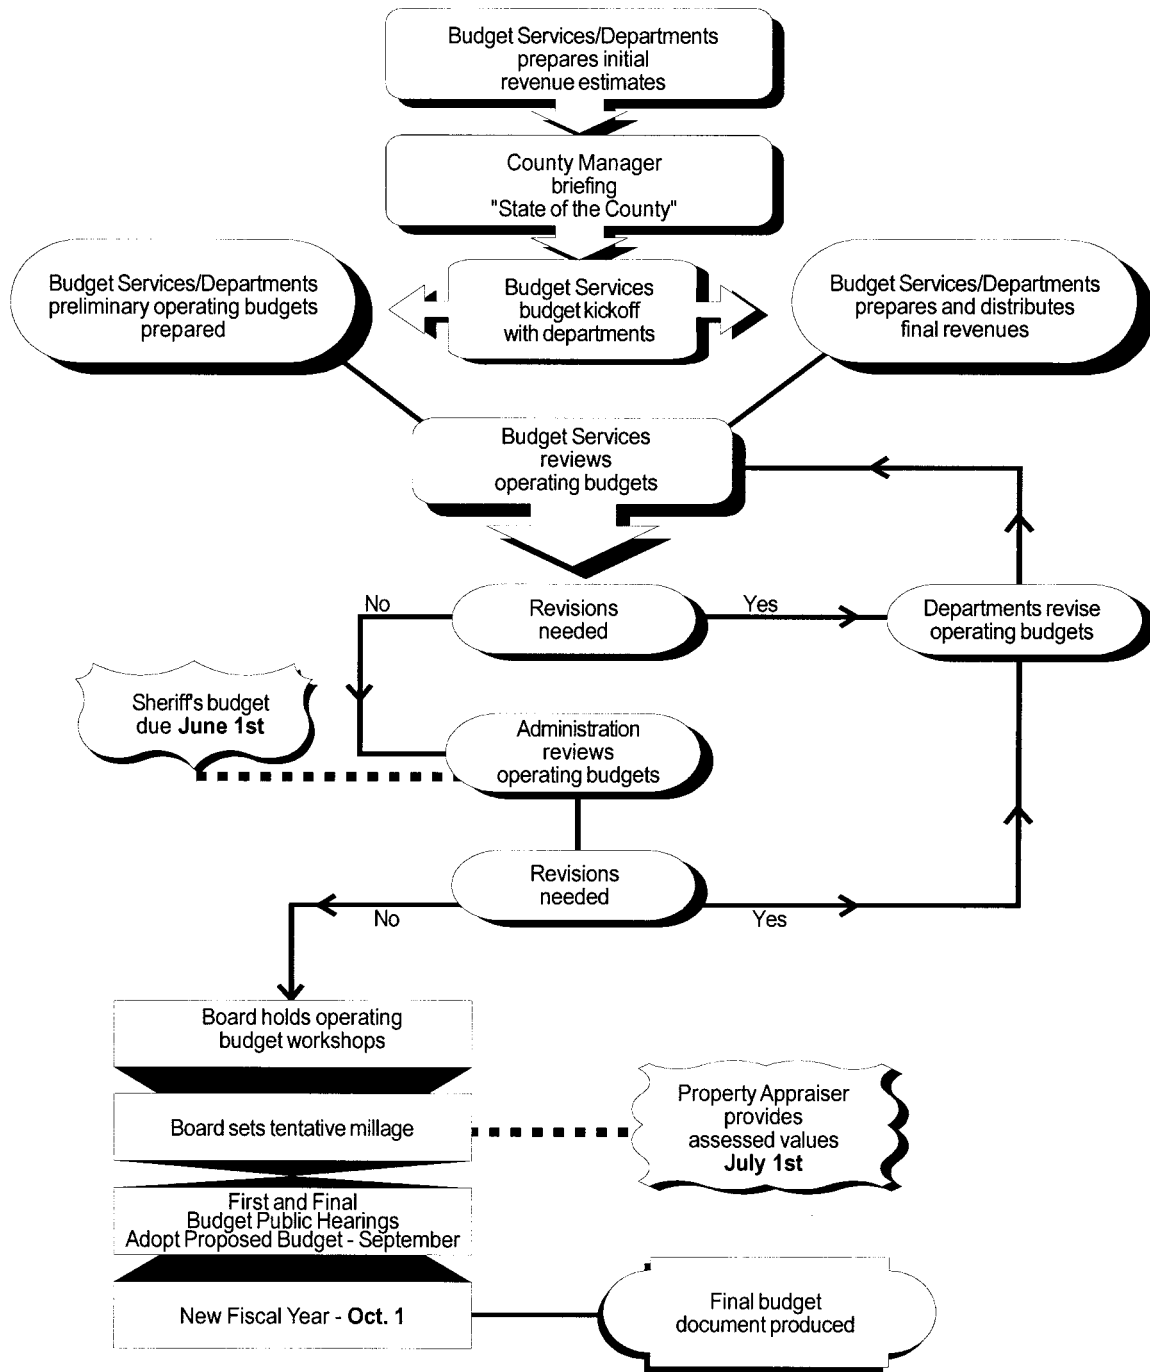 Budget Services/Departments
prepares initial
revenue estimates
County Manager
briefing
"State of the County"
Budget Services/Departments
preliminary operating budgets
prepared
Budget Services
budget kickoff
with departments
Budget Services/Departments
prepares and distributes
final revenues
Budget Services
reviews
operating budgets
No
Revisions
needed
Yes
Departments revise
operating budgets
Sheriff's budget
due June 1st
Administration
reviews
operating budgets
Revisions
needed
No
Yes
Board holds operating
budget workshops
Board sets tentative millage
Property Appraiser
provides
assessed values
July 1st
First and Final
Budget Public Hearings
Adopt Proposed Budget - September
New Fiscal Year - Oct. 1
Final budget
document produced